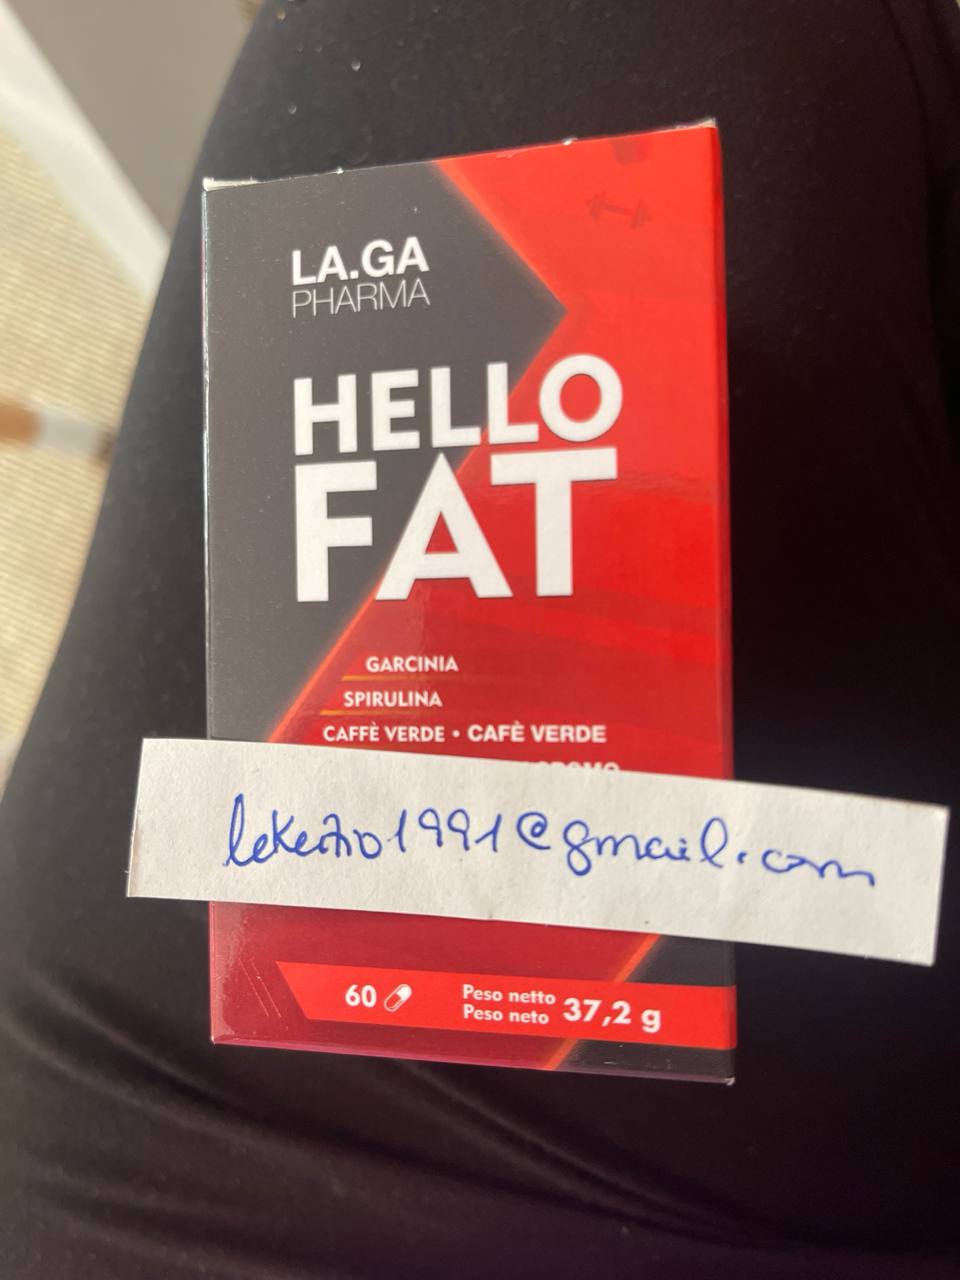 LA.GA
PHARMA
HELLO
FAT
GARCINIA
SPIRULINA
CAFFÈ VERDE • CAFÈ VERDE
60
Peso netto
Peso neto 37,2 g